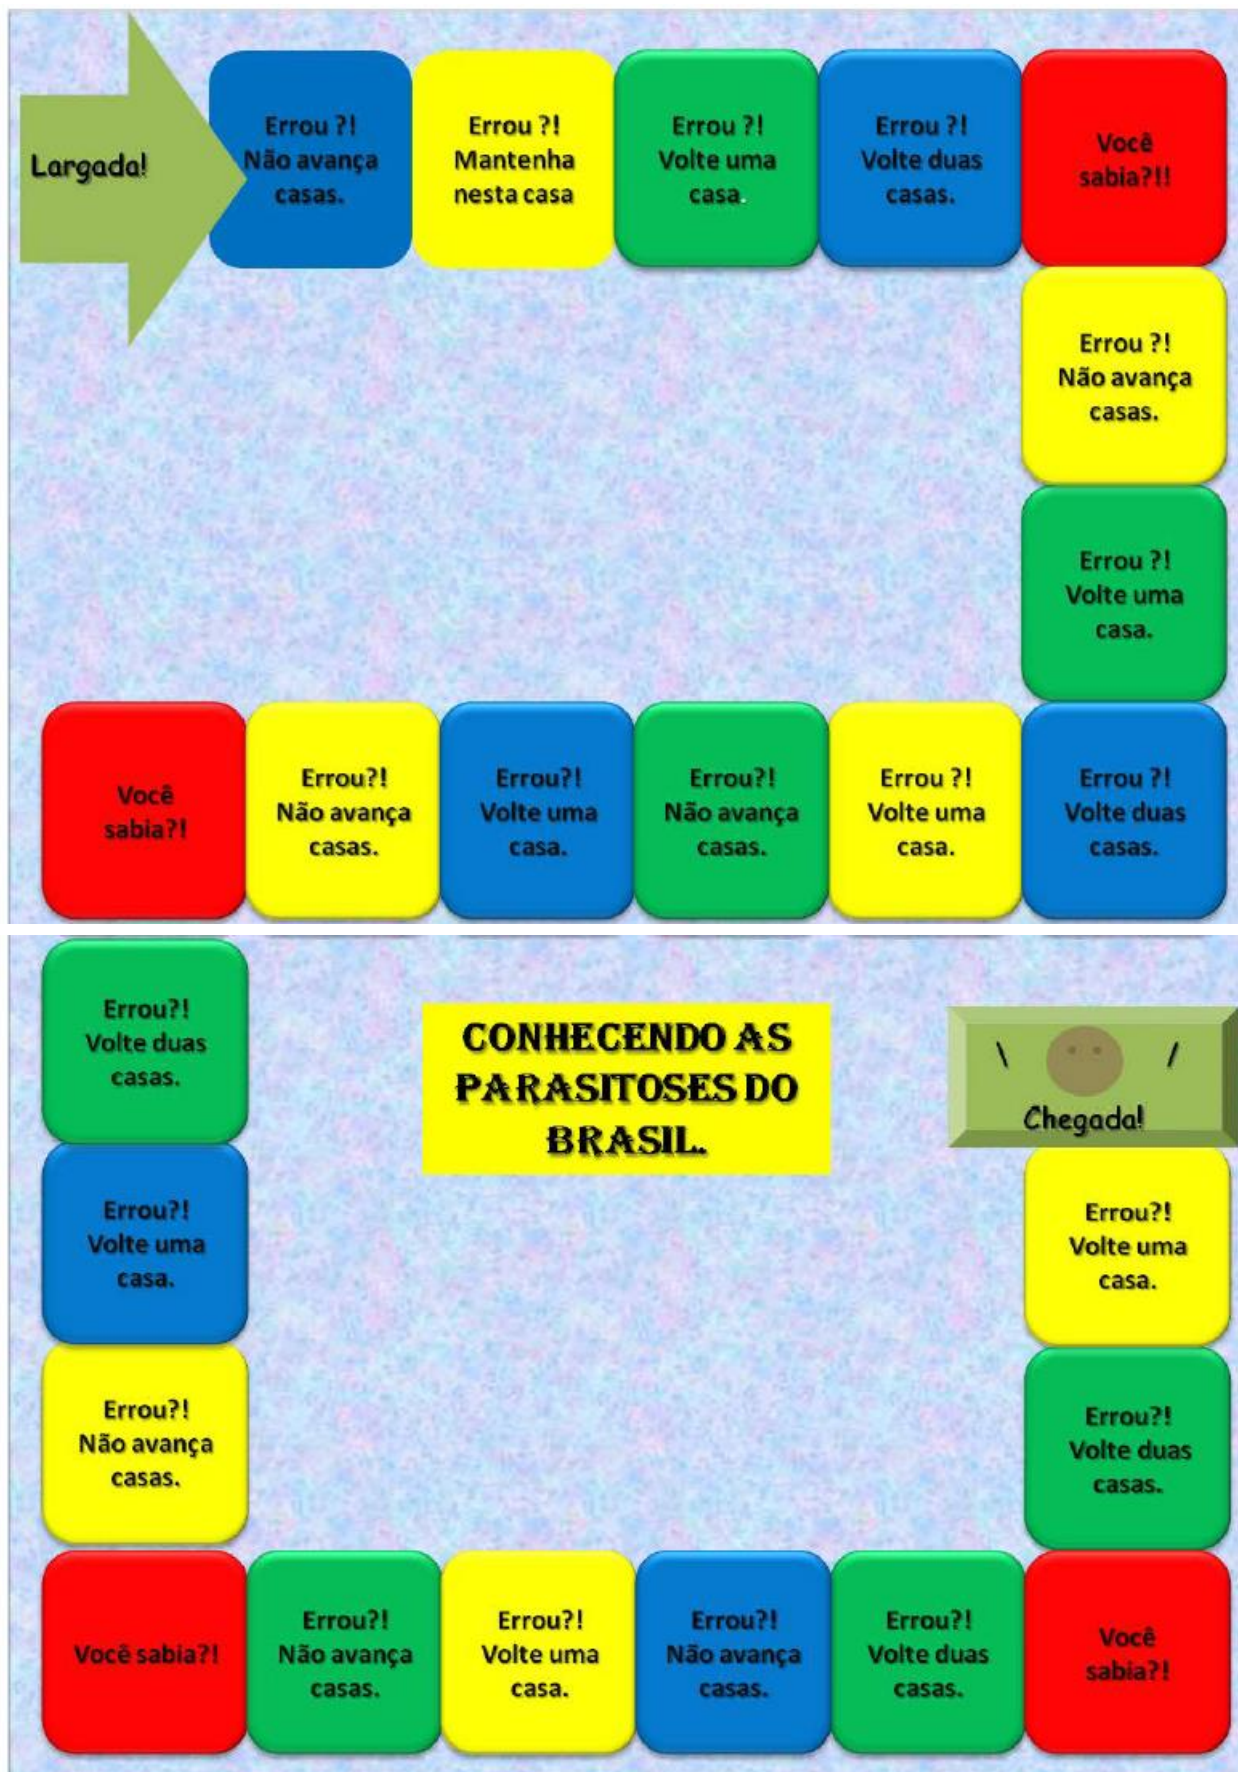 Largada!
Errou ?!
Não avança
casas.
Errou ?!
Mantenha
nesta casa
Errou ?!
Volte uma
casa.
Errou ?!
Volte duas
casas.
Você
sabia?!!
Errou ?!
Não avança
casas.
Errou ?!
Volte uma
casa.
Você
sabia?!
Errou?!
Não avança
casas.
Errou?!
Volte uma
casa.
Errou?!
Não avança
casas.
Errou ?!
Volte uma
casa.
Errou ?!
Volte duas
casas.
Errou?!
Volte duas
casas.
CONHECENDO AS
PARASITOSES DO
BRASIL.
Chegada!
Errou?!
Volte uma
casa.
Errou?!
Volte uma
casa.
Errou?!
Não avança
casas.
Errou?!
Volte duas
casas.
Você sabia?!
Errou?!
Não avança
casas.
Errou?!
Volte uma
casa.
Errou?!
Não avança
casas.
Errou?!
Volte duas
casas.
Você
sabia?!